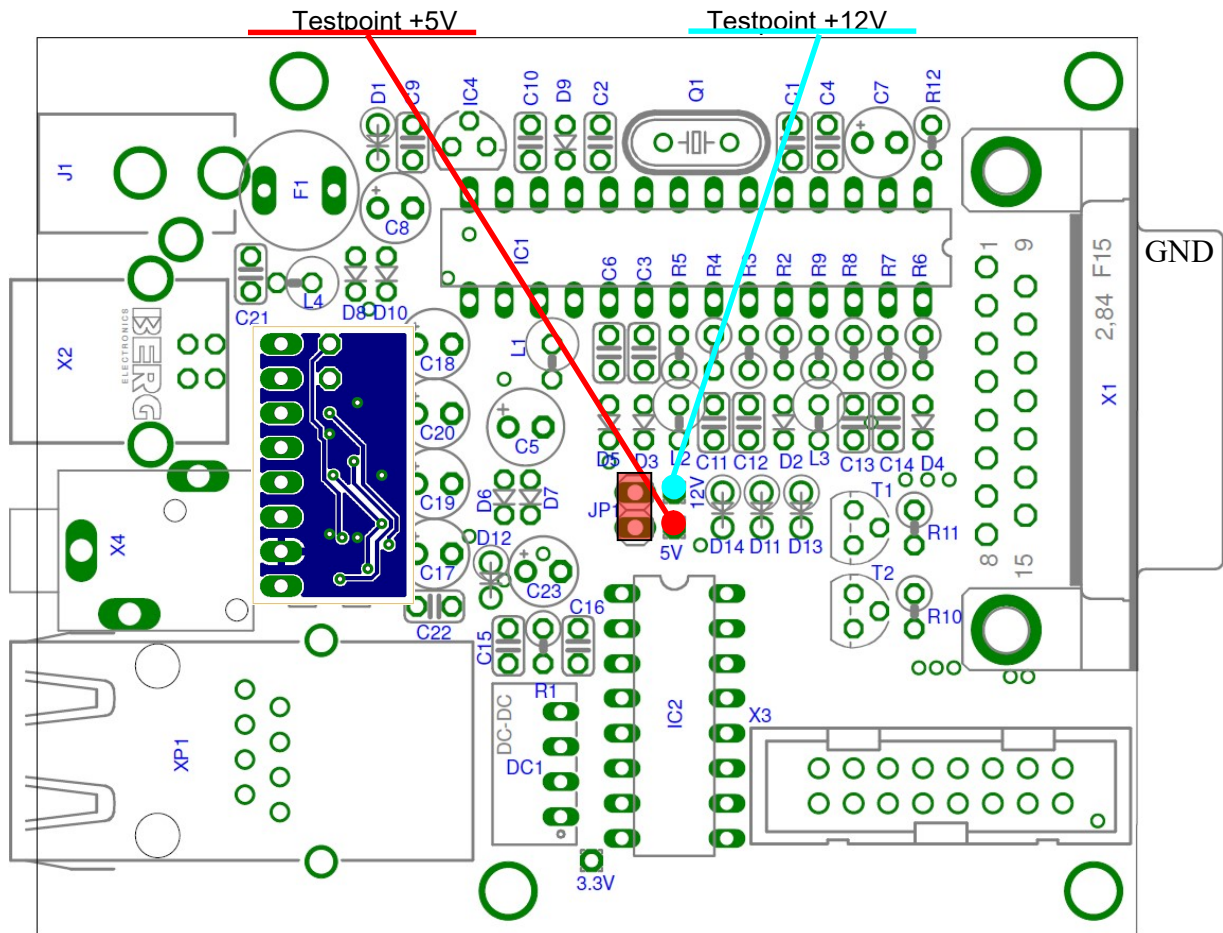 Testpoint +5V
Testpoint +12V
D1
C9
IC4
C10
D9
C2
Q1
C1
C4
C7
R12
J1
F1
C8
IC1
GND
1
9
2,84 F15
C21
L4
D8
D10
C6
C3
R5
R4
R3
R2
R9
R8
R7
R6
X2
BERG
ELECTRONICS
C18
L1
C20
C5
X1
D5
D3
L2
C11
C12
D2
L3
C13
C14
D4
C19
D6
D7
JP1
12V
5V
D14
D11
D13
T1
R11
8
15
X4
D12
C17
C23
T2
R10
C22
C15
C16
R1
IC2
X3
XP1
DC-DC
DC1
3.3V